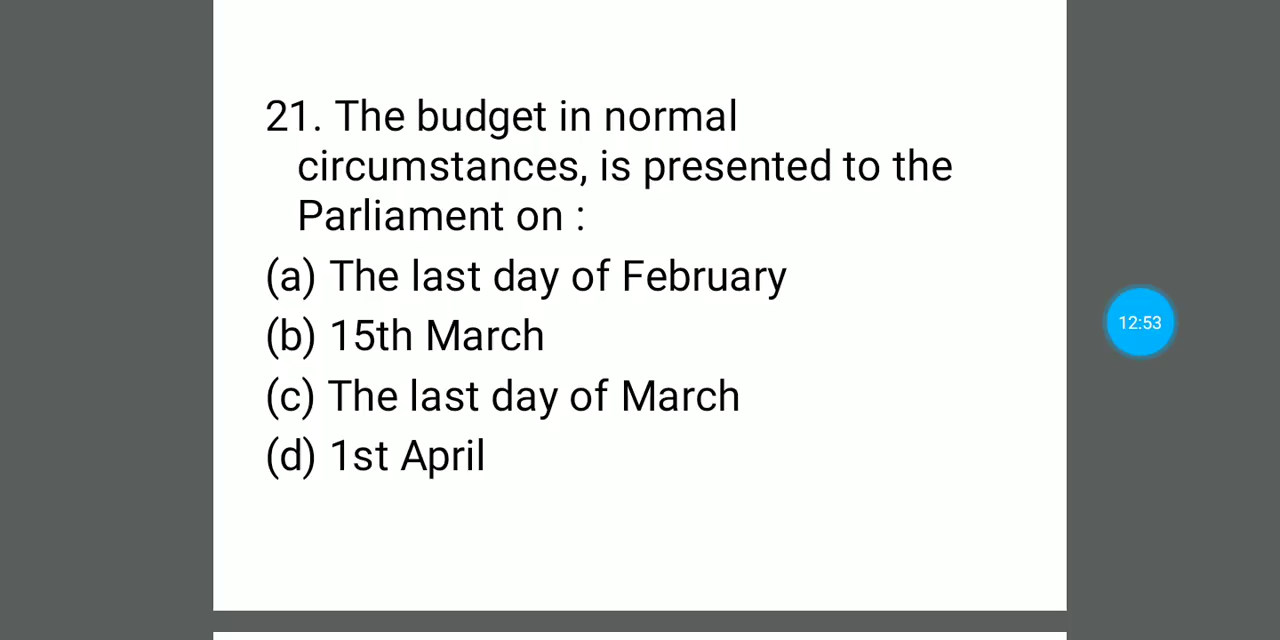 21. The budget in normal
circumstances, is presented to the
Parliament on :
(a) The last day of February
(b) 15th March
(c) The last day of March
(d) 1st April
12:53